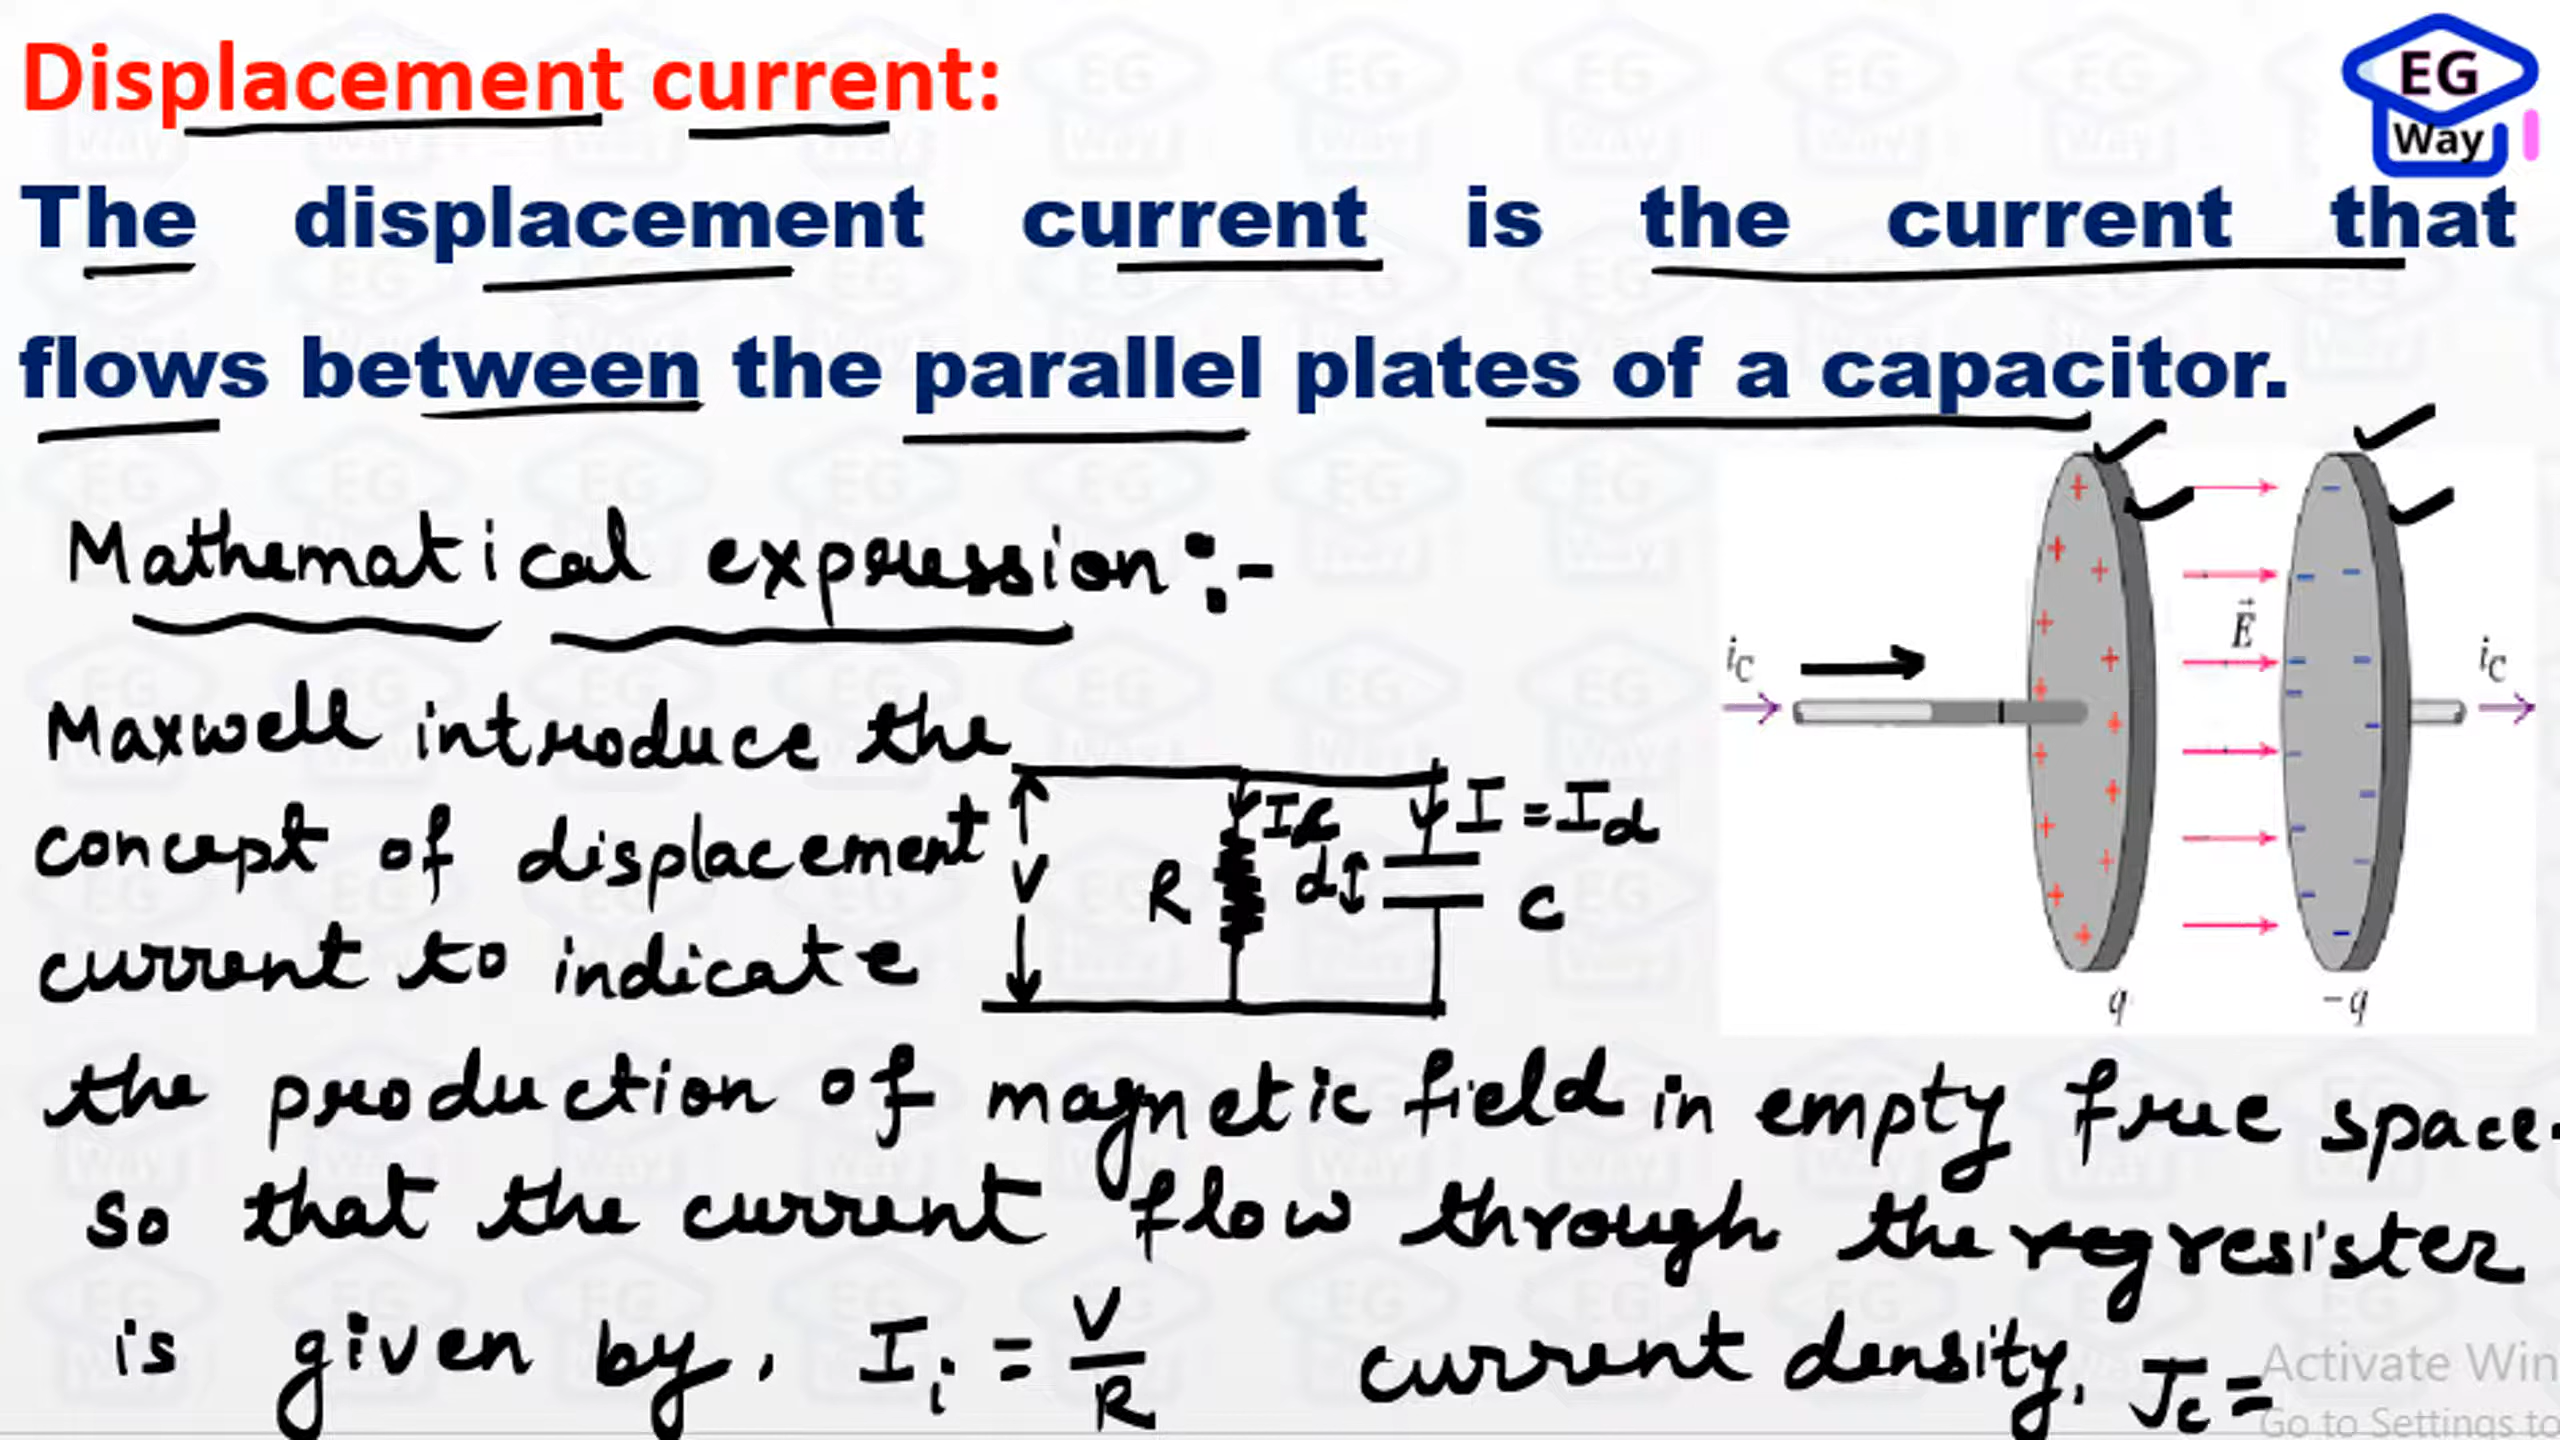 Displacement current:
EG
Way
The displacement current is the current that
flows between the parallel plates of a capacitor.
Mathematical expression :-
Maxwell introduce the
concept of displacement
current to indicate
the production of magnetic field in empty free space.
so that the current flow through the resister
is given by, I i = V/R current density, Jc =
V
R
Ic
d
I = Id
C
ic
E
ic
q
-q
Activate Win
Go to Settings to